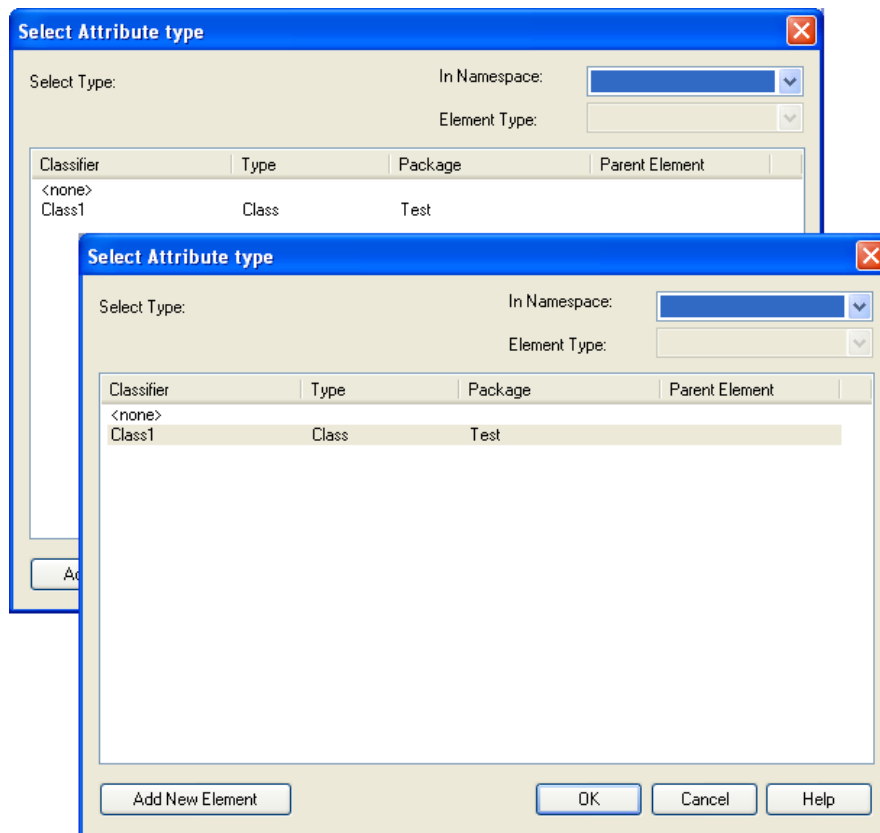 Select Attribute type
Select Type: In Namespace:
Element Type:
Classifier Type Package Parent Element
<none>
Class1 Class Test
Select Attribute type
Select Type: In Namespace:
Element Type:
Classifier Type Package Parent Element
<none>
Class1 Class Test
Add New Element OK Cancel Help